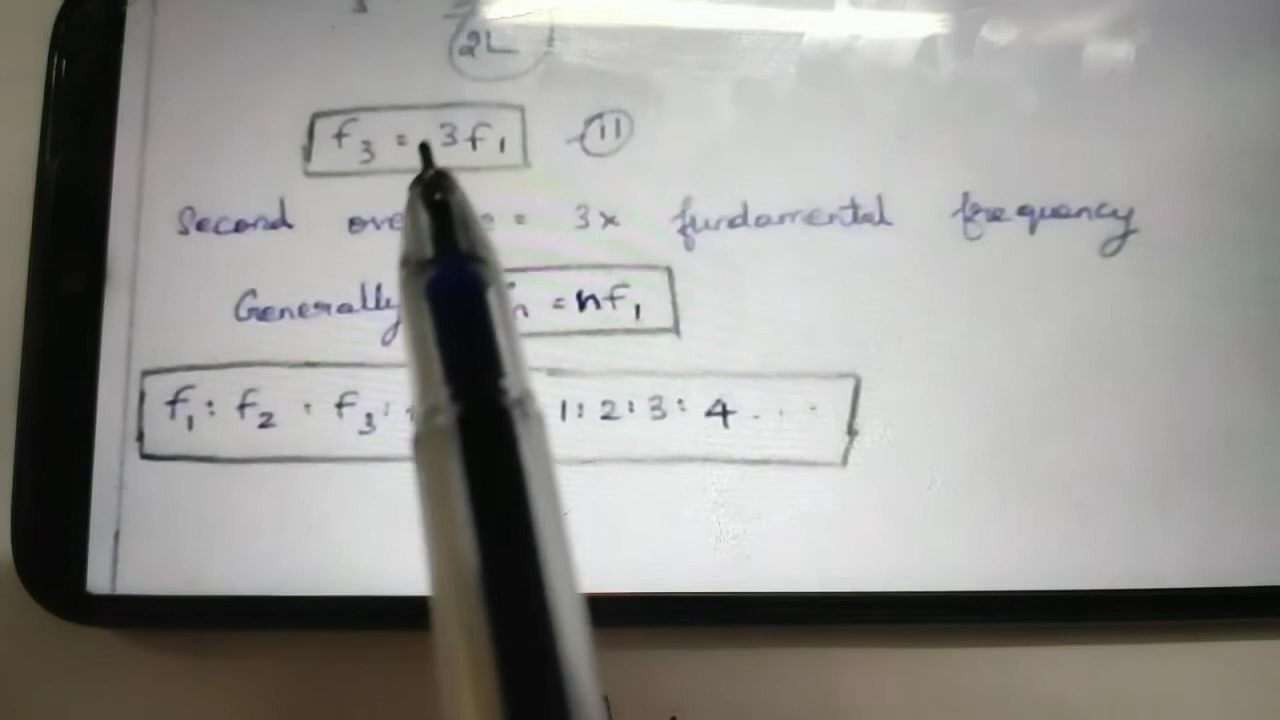 2L
f3 = 3f1 -(11)
Second = 3x fundamental frequency
Generally = nf1
f1 : f2 : f3 : 1 : 2 : 3 : 4 . . .